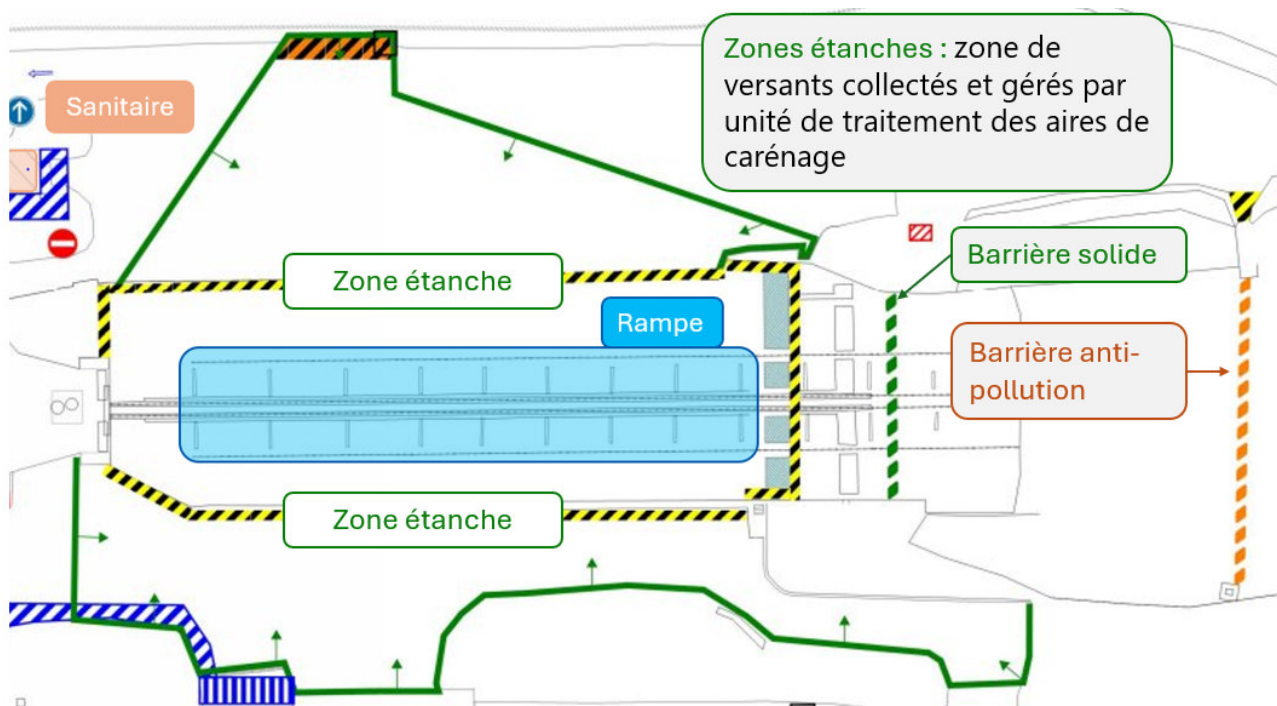 Zones étanches : zone de
versants collectés et gérés par
unité de traitement des aires de
carénage
Sanitaire
Barrière solide
Zone étanche
Rampe
Barrière anti-
pollution
Zone étanche